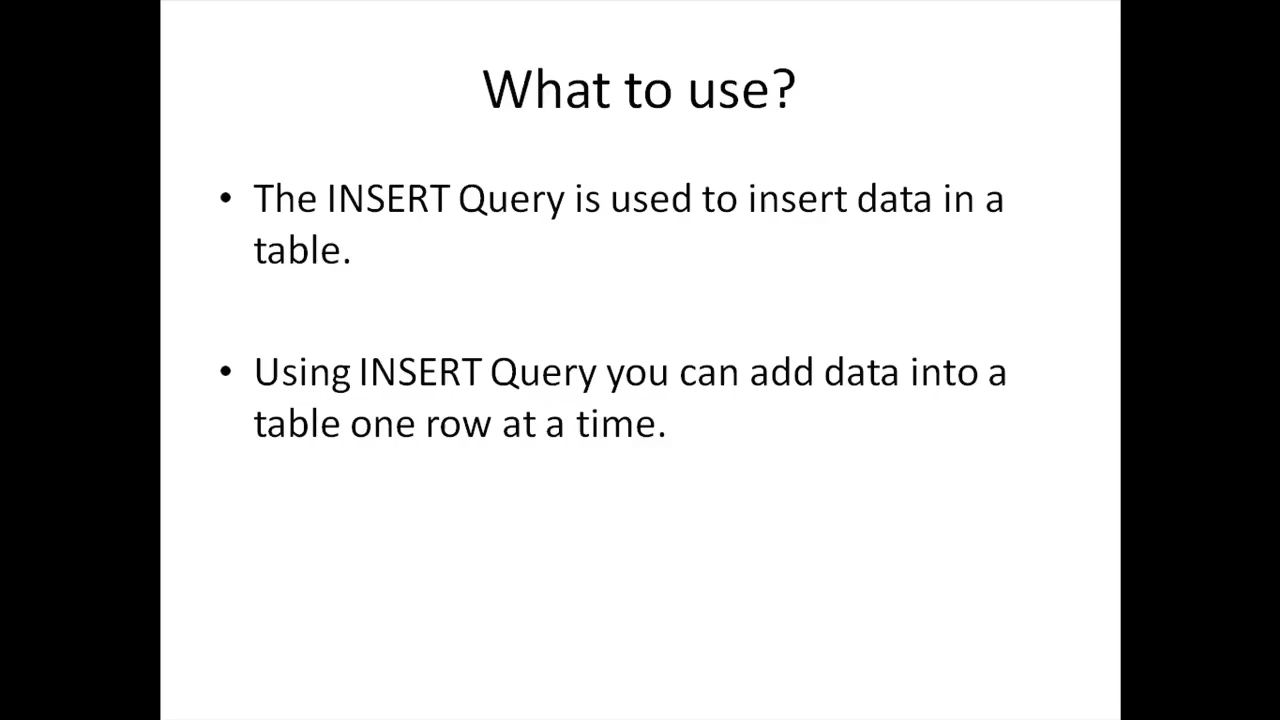 What to use?
• The INSERT Query is used to insert data in a
table.
• Using INSERT Query you can add data into a
table one row at a time.